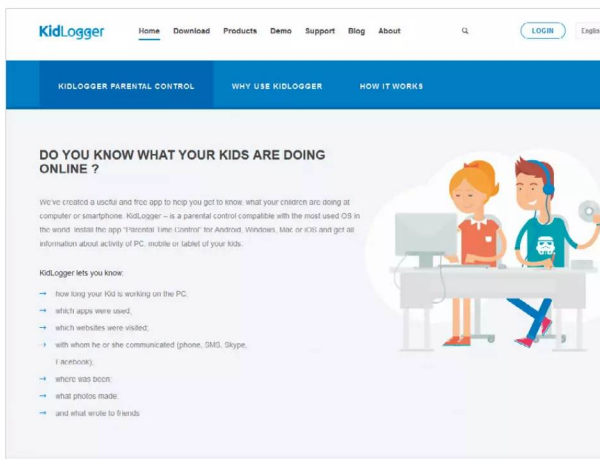 KidLogger
Home Download Products Demo Support Blog About LOGIN
KIDLOGGER PARENTAL CONTROL WHY USE KIDLOGGER HOW IT WORKS
DO YOU KNOW WHAT YOUR KIDS ARE DOING
ONLINE ?
We've created a useful and free app to help you get to know, what your children are doing at
computer or smartphone. KidLogger – is a parental control compatible with the most used OS in
the world. Install the app "Parental Time Control" for Android, Windows, Mac or iOS and get all
information about activity of PC, mobile or tablet of your kids.
KidLogger lets you know:
→ how long your Kid is working on the PC;
→ which apps were used;
→ which websites were visited;
→ with whom he or she communicated (phone, SMS, Skype,
Facebook);
→ where was been;
→ what photos made;
→ and what wrote to friends